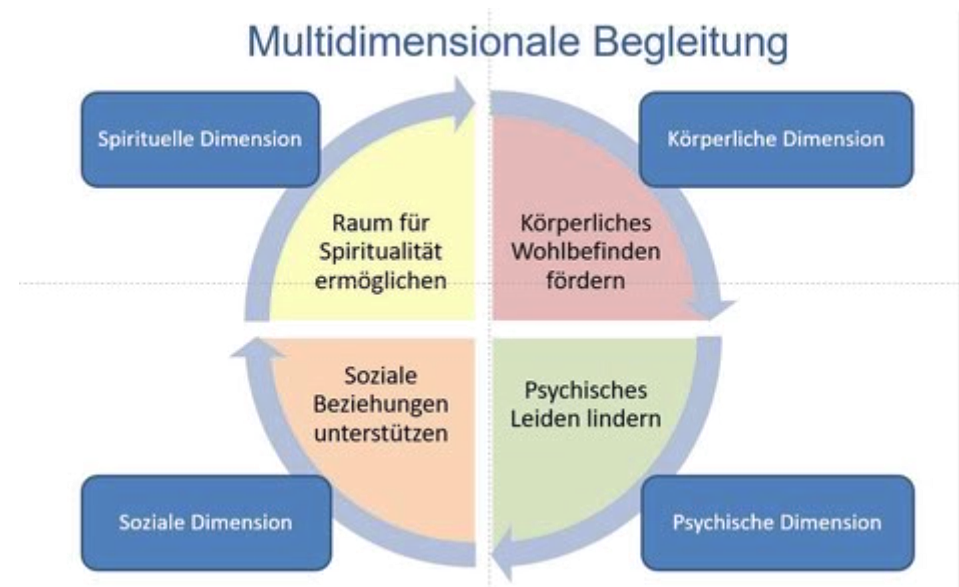 Multidimensionale Begleitung
Spirituelle Dimension
Körperliche Dimension
Raum für
Spiritualität
ermöglichen
Körperliches
Wohlbefinden
fördern
Soziale
Beziehungen
unterstützen
Psychisches
Leiden lindern
Soziale Dimension
Psychische Dimension